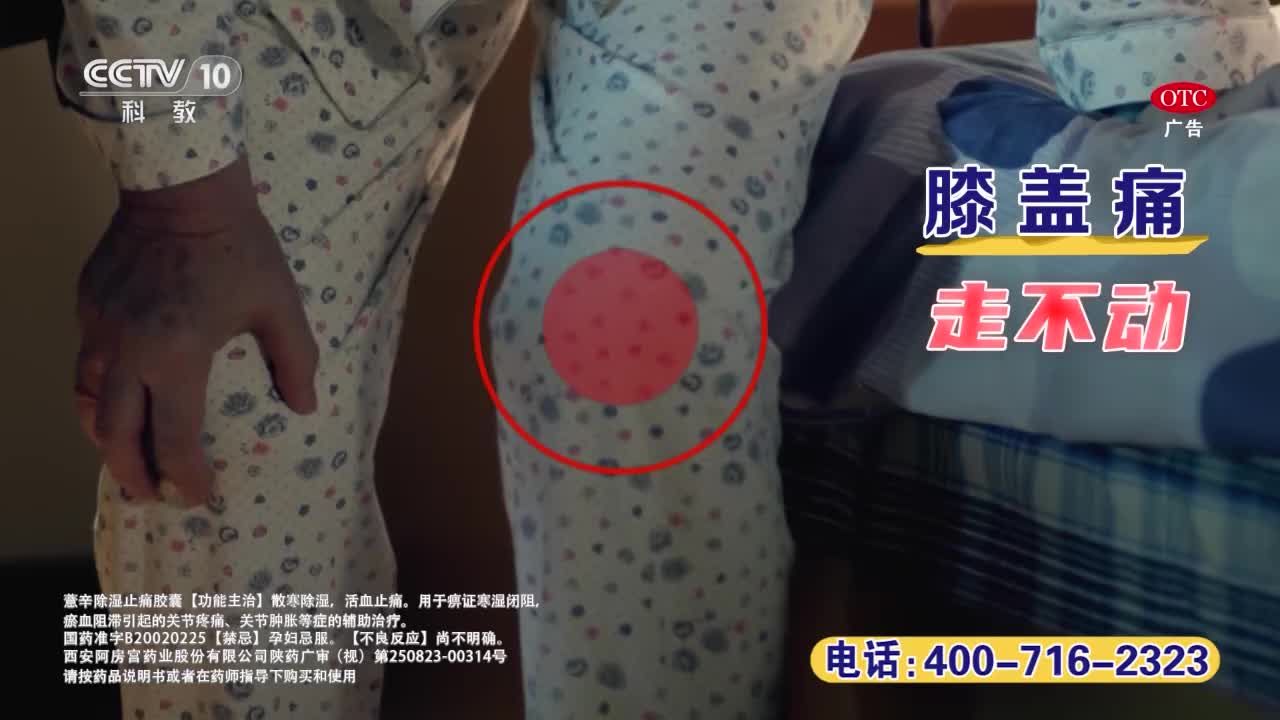 CCTV 10
科教
OTC
广告
膝盖痛
走不动
薏辛除湿止痛胶囊【功能主治】散寒除湿，活血止痛。用于痹证寒湿闭阻,
瘀血阻滞引起的关节疼痛、关节肿胀等症的辅助治疗。
国药准字B20020225【禁忌】孕妇忌服。【不良反应】尚不明确。
西安阿房宫药业股份有限公司陕药广审（视）第250823-00314号
请按药品说明书或者在药师指导下购买和使用
电话:400-716-2323